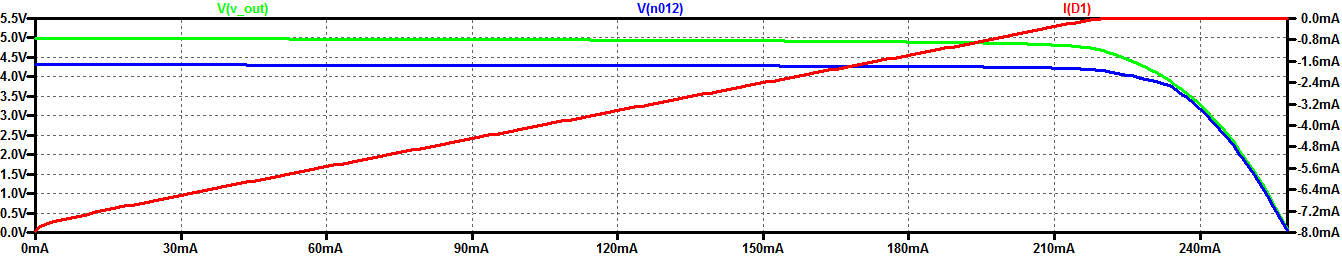 V(v_out) V(n012) I(D1)
5.5V 0.0mA
5.0V -0.8mA
4.5V -1.6mA
4.0V -2.4mA
3.5V -3.2mA
3.0V -4.0mA
2.5V -4.8mA
2.0V -5.6mA
1.5V -6.4mA
1.0V -7.2mA
0.5V -8.0mA
0.0V
0mA 30mA 60mA 90mA 120mA 150mA 180mA 210mA 240mA